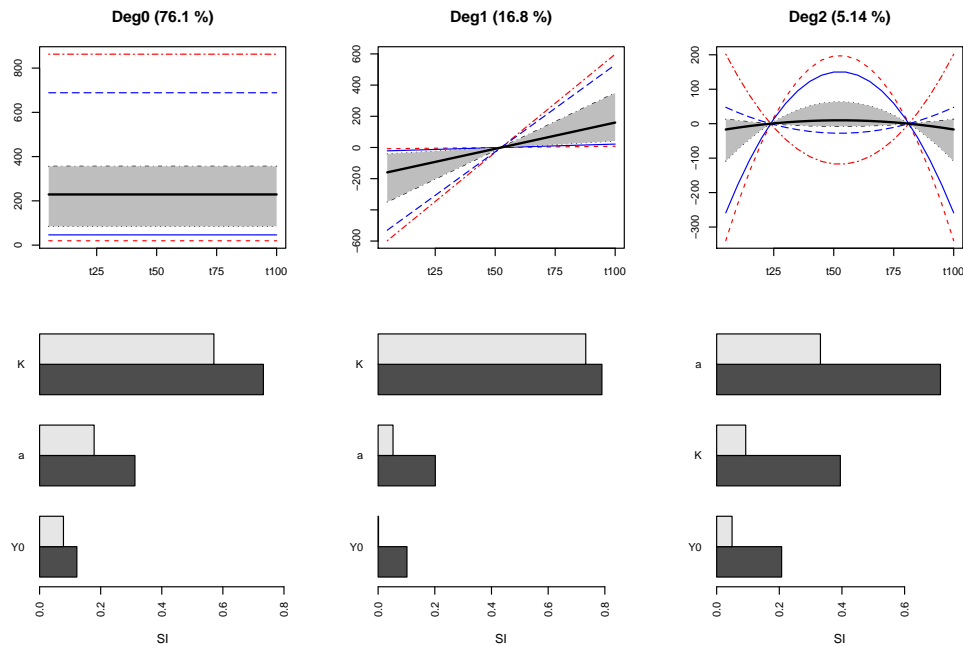 Deg0 (76.1 %)
Deg1 (16.8 %)
Deg2 (5.14 %)
0 200 400 600 800
−600 −200 0 200 400 600
−300 −200 −100 0 100 200
t25 t50 t75 t100
t25 t50 t75 t100
t25 t50 t75 t100
K
a
Y0
K
a
Y0
a
K
Y0
0.0 0.2 0.4 0.6 0.8
0.0 0.2 0.4 0.6 0.8
0.0 0.2 0.4 0.6
SI
SI
SI